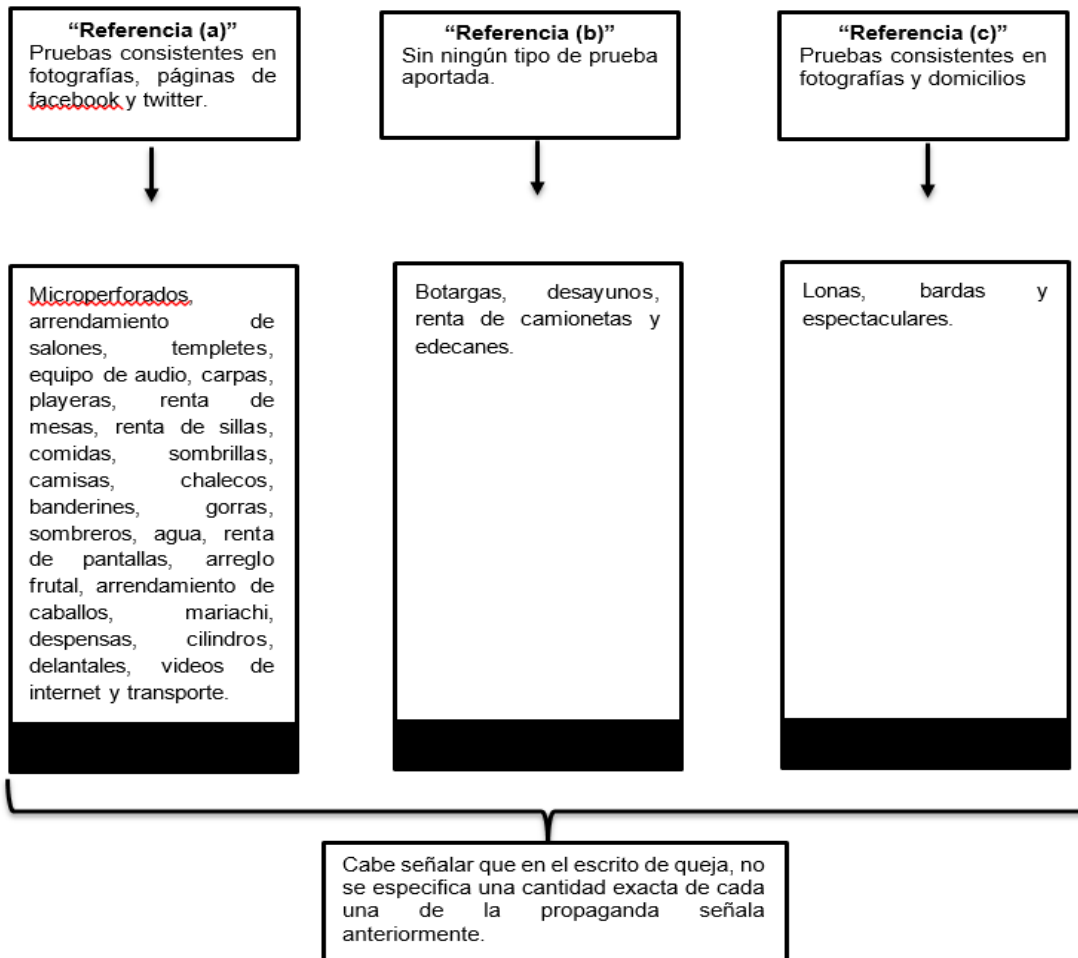 “Referencia (a)”
Pruebas consistentes en
fotografías, páginas de
facebook y twitter.
“Referencia (b)”
Sin ningún tipo de prueba
aportada.
“Referencia (c)”
Pruebas consistentes en
fotografías y domicilios
Microperforados,
arrendamiento de
salones, templetes,
equipo de audio, carpas,
playeras, renta de
mesas, renta de sillas,
comidas, sombrillas,
camisas, chalecos,
banderines, gorras,
sombreros, agua, renta
de pantallas, arreglo
frutal, arrendamiento de
caballos, mariachi,
despensas, cilindros,
delantales, videos de
internet y transporte.
Botargas, desayunos,
renta de camionetas y
edecanes.
Lonas, bardas y
espectaculares.
Cabe señalar que en el escrito de queja, no
se especifica una cantidad exacta de cada
una de la propaganda señala
anteriormente.